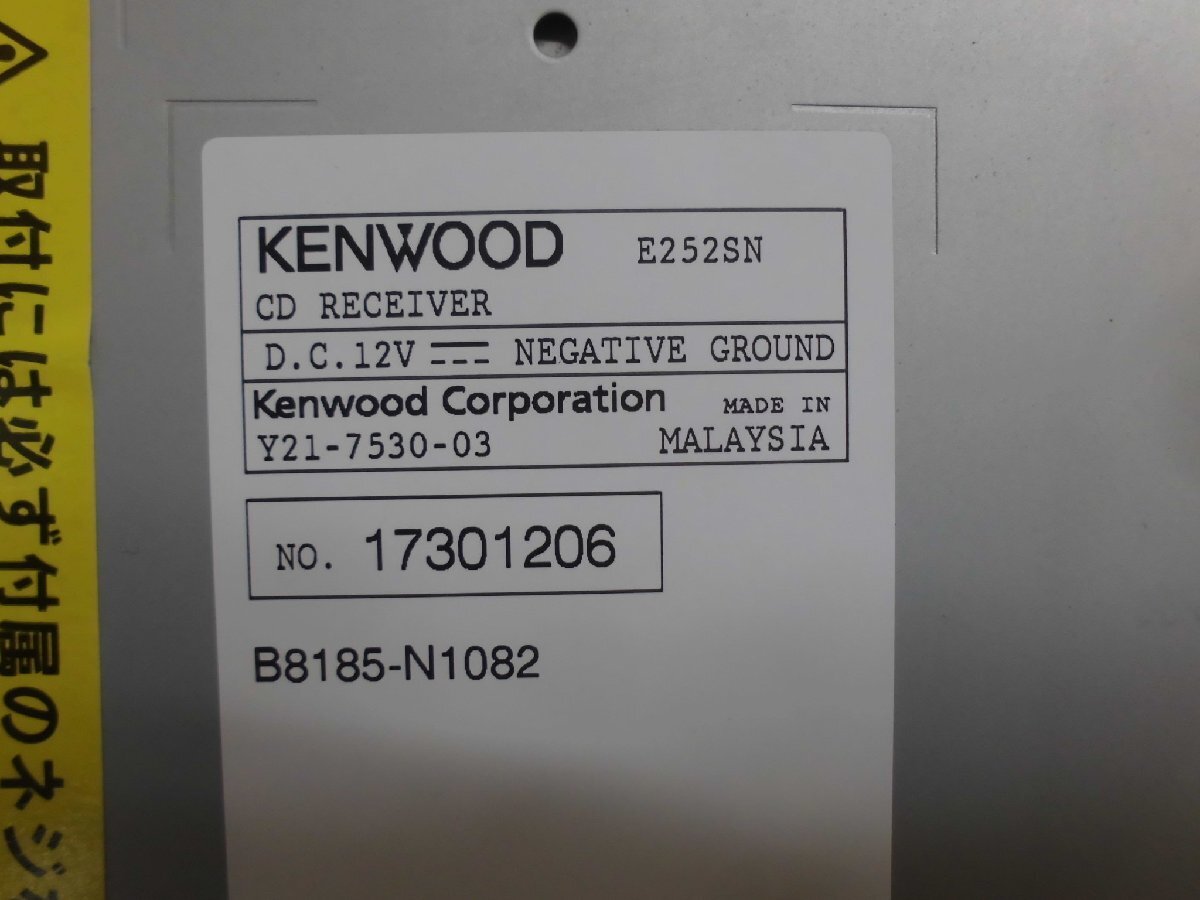 取付には必ず付属のネジ
KENWOOD E252SN
CD RECEIVER
D.C.12V NEGATIVE GROUND
Kenwood Corporation MADE IN
Y21-7530-03 MALAYSIA
NO. 17301206
B8185-N1082